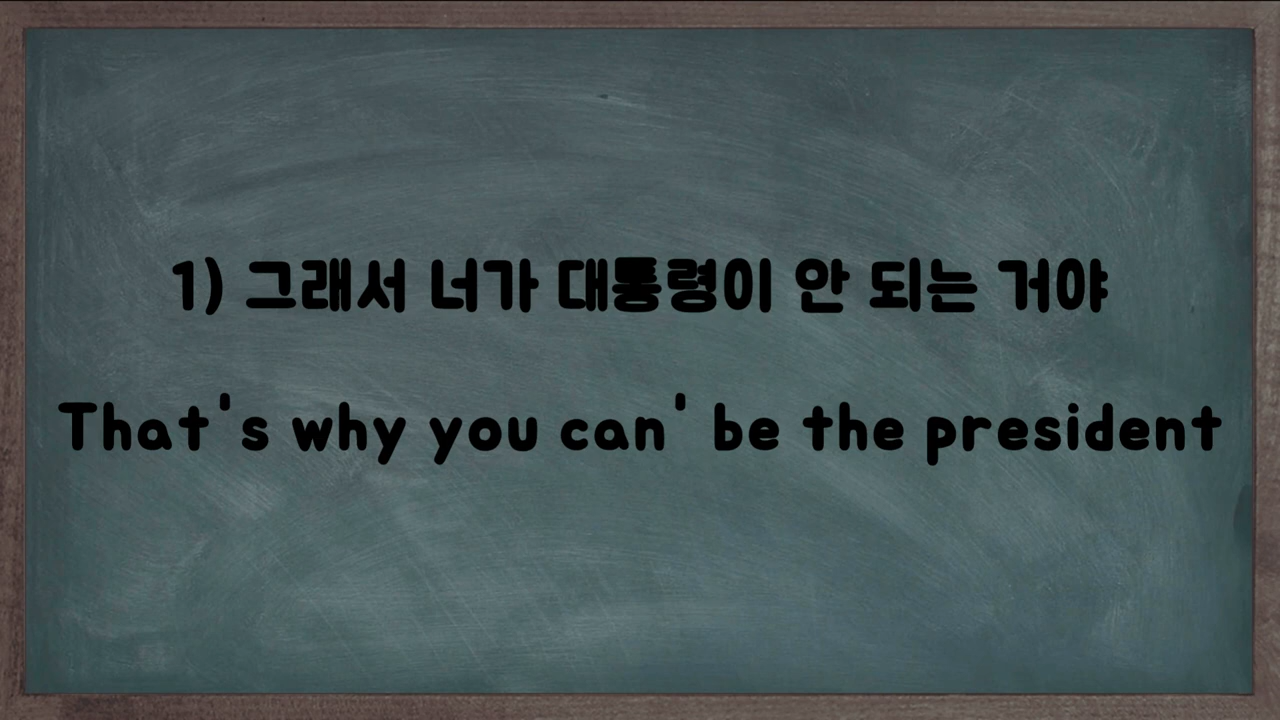 1) 그래서 너가 대통령이 안 되는 거야
That's why you can' be the president